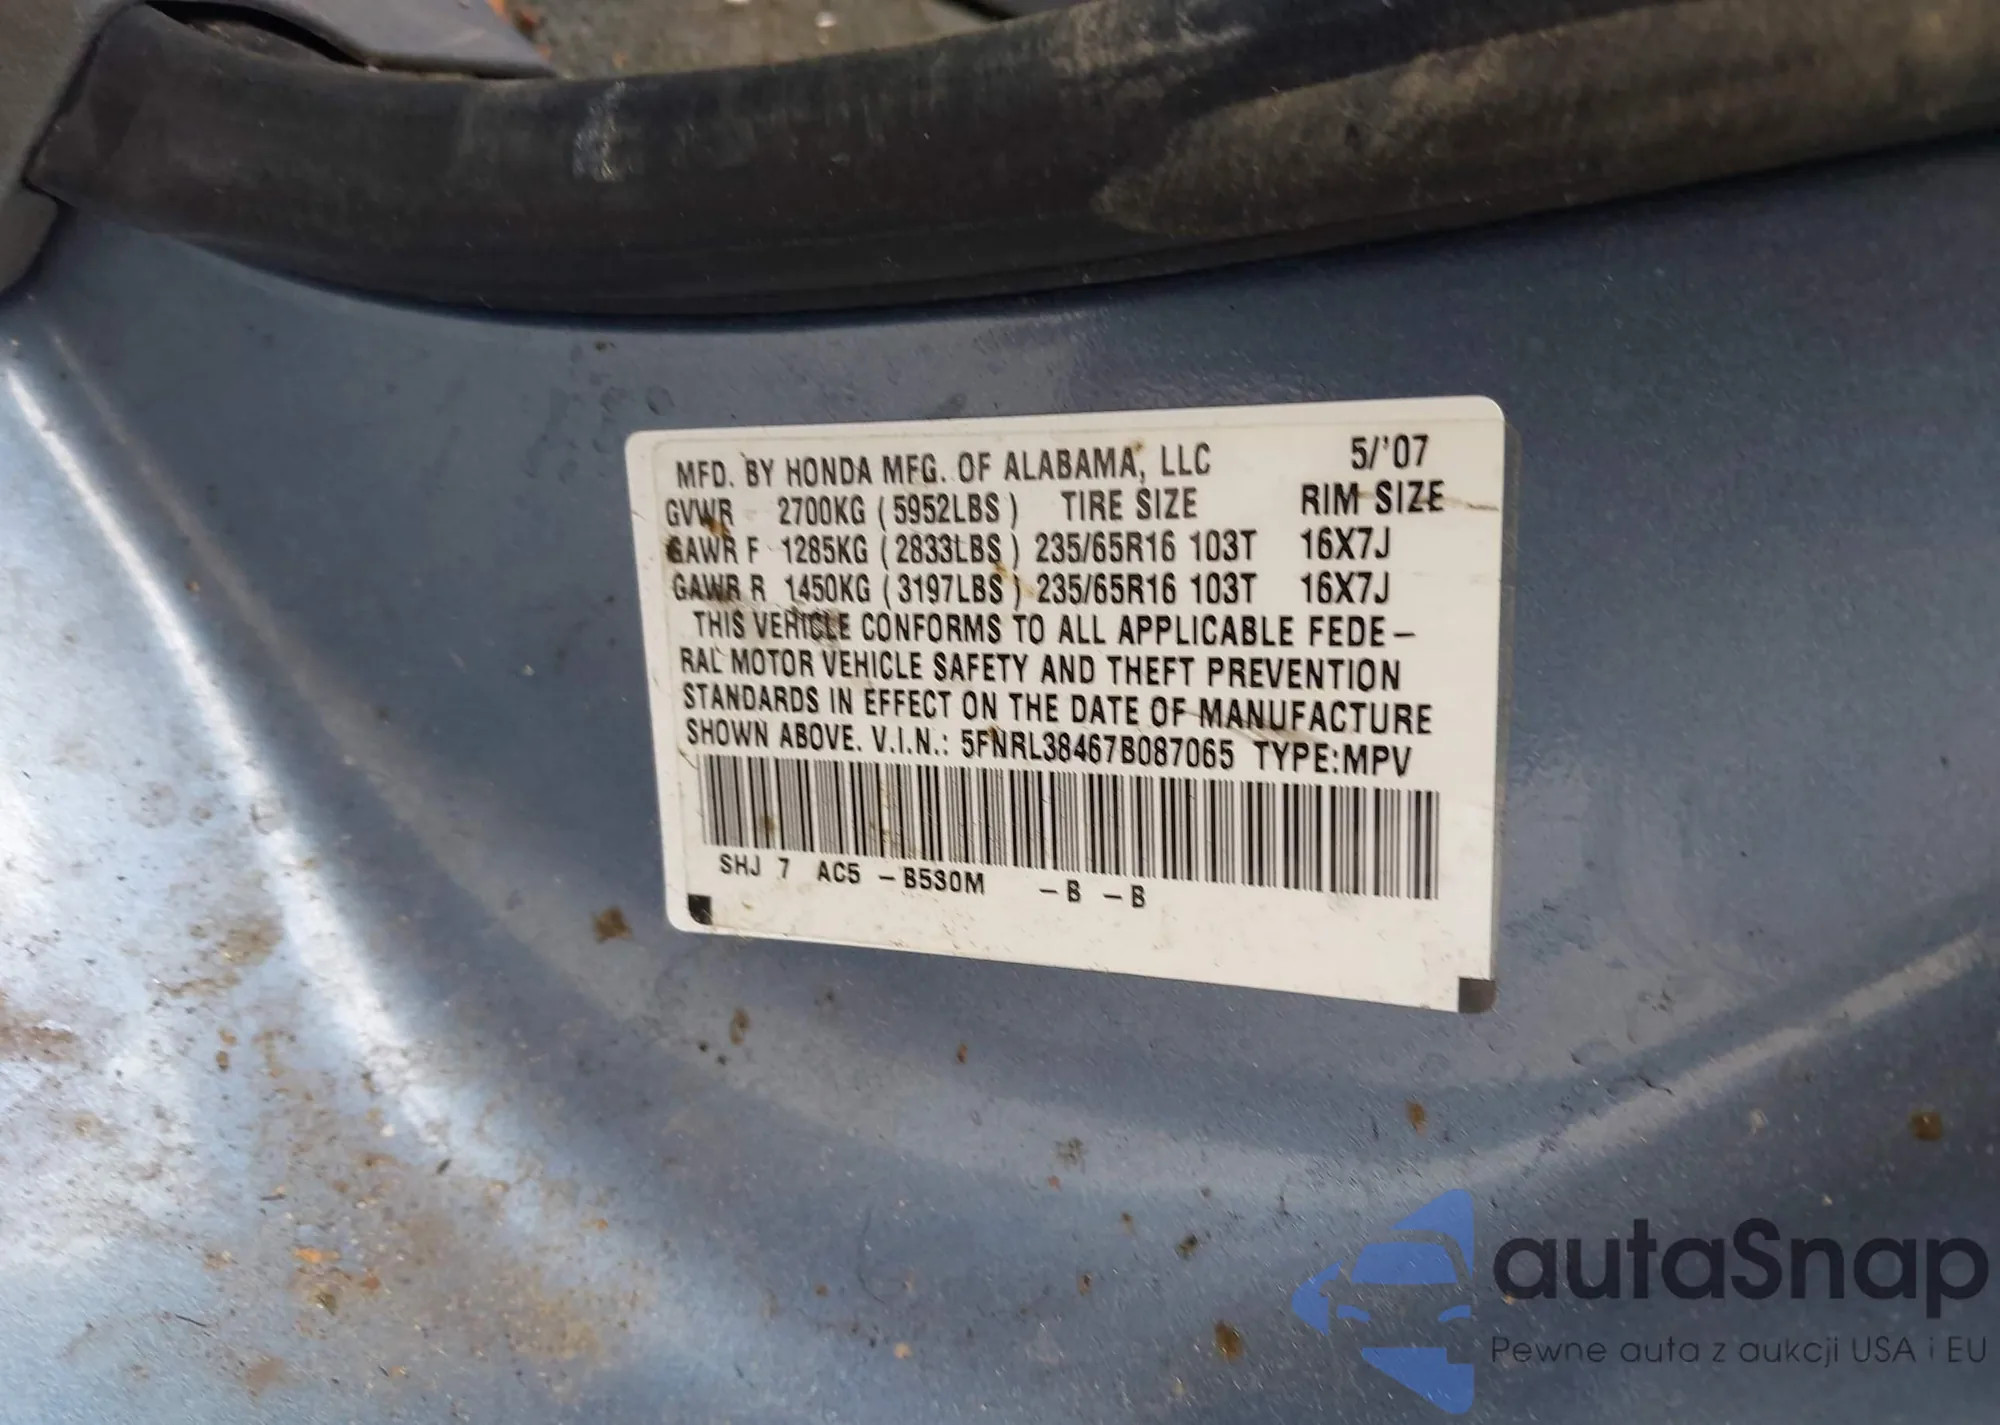 MFD. BY HONDA MFG. OF ALABAMA, LLC 5/'07
GVWR 2700KG (5952LBS) TIRE SIZE RIM SIZE
GAWR F 1285KG (2833LBS) 235/65R16 103T 16X7J
GAWR R 1450KG (3197LBS) 235/65R16 103T 16X7J
THIS VEHICLE CONFORMS TO ALL APPLICABLE FEDE-
RAL MOTOR VEHICLE SAFETY AND THEFT PREVENTION
STANDARDS IN EFFECT ON THE DATE OF MANUFACTURE
SHOWN ABOVE. V.I.N.: 5FNRL38467B087065 TYPE:MPV
SHJ 7 AC5 -B530M -B -B
autaSnap
Pewne auta z aukcji USA i EU